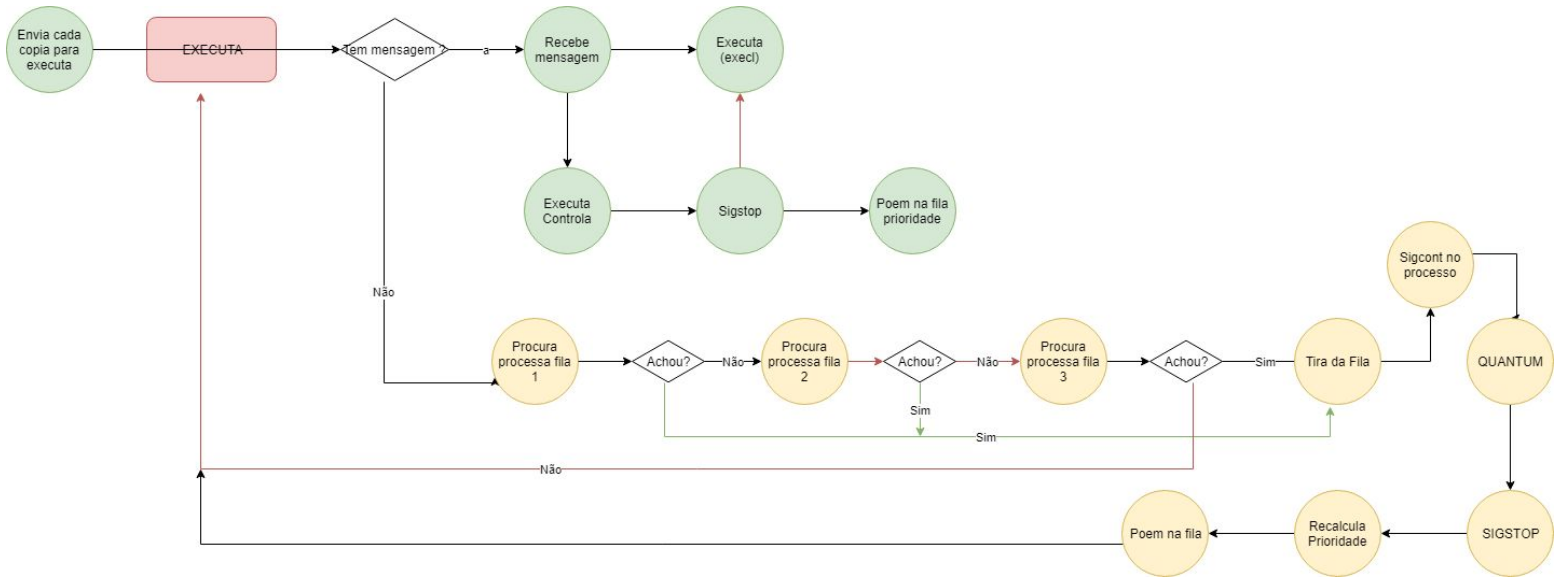 Envia cada
copia para
executa
EXECUTA
Tem mensagem ?
a
Recebe
mensagem
Executa
(execl)
Executa
Controla
Sigstop
Poem na fila
prioridade
Não
Procura
processa fila
1
Achou?
Não
Procura
processa fila
2
Achou?
Não
Procura
processa fila
3
Achou?
Sim
Tira da Fila
Sigcont no
processo
QUANTUM
Sim
Sim
Não
Poem na fila
Recalcula
Prioridade
SIGSTOP